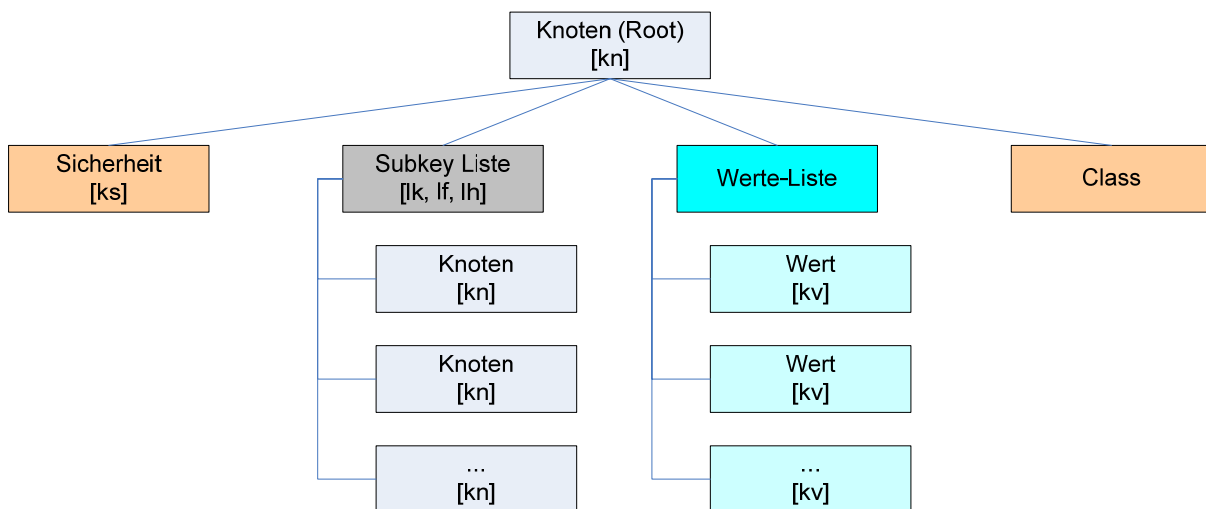 Knoten (Root)
[kn]
Sicherheit
[ks]
Subkey Liste
[lk, lf, lh]
Werte-Liste
Class
Knoten
[kn]
Wert
[kv]
Knoten
[kn]
Wert
[kv]
...
[kn]
...
[kv]